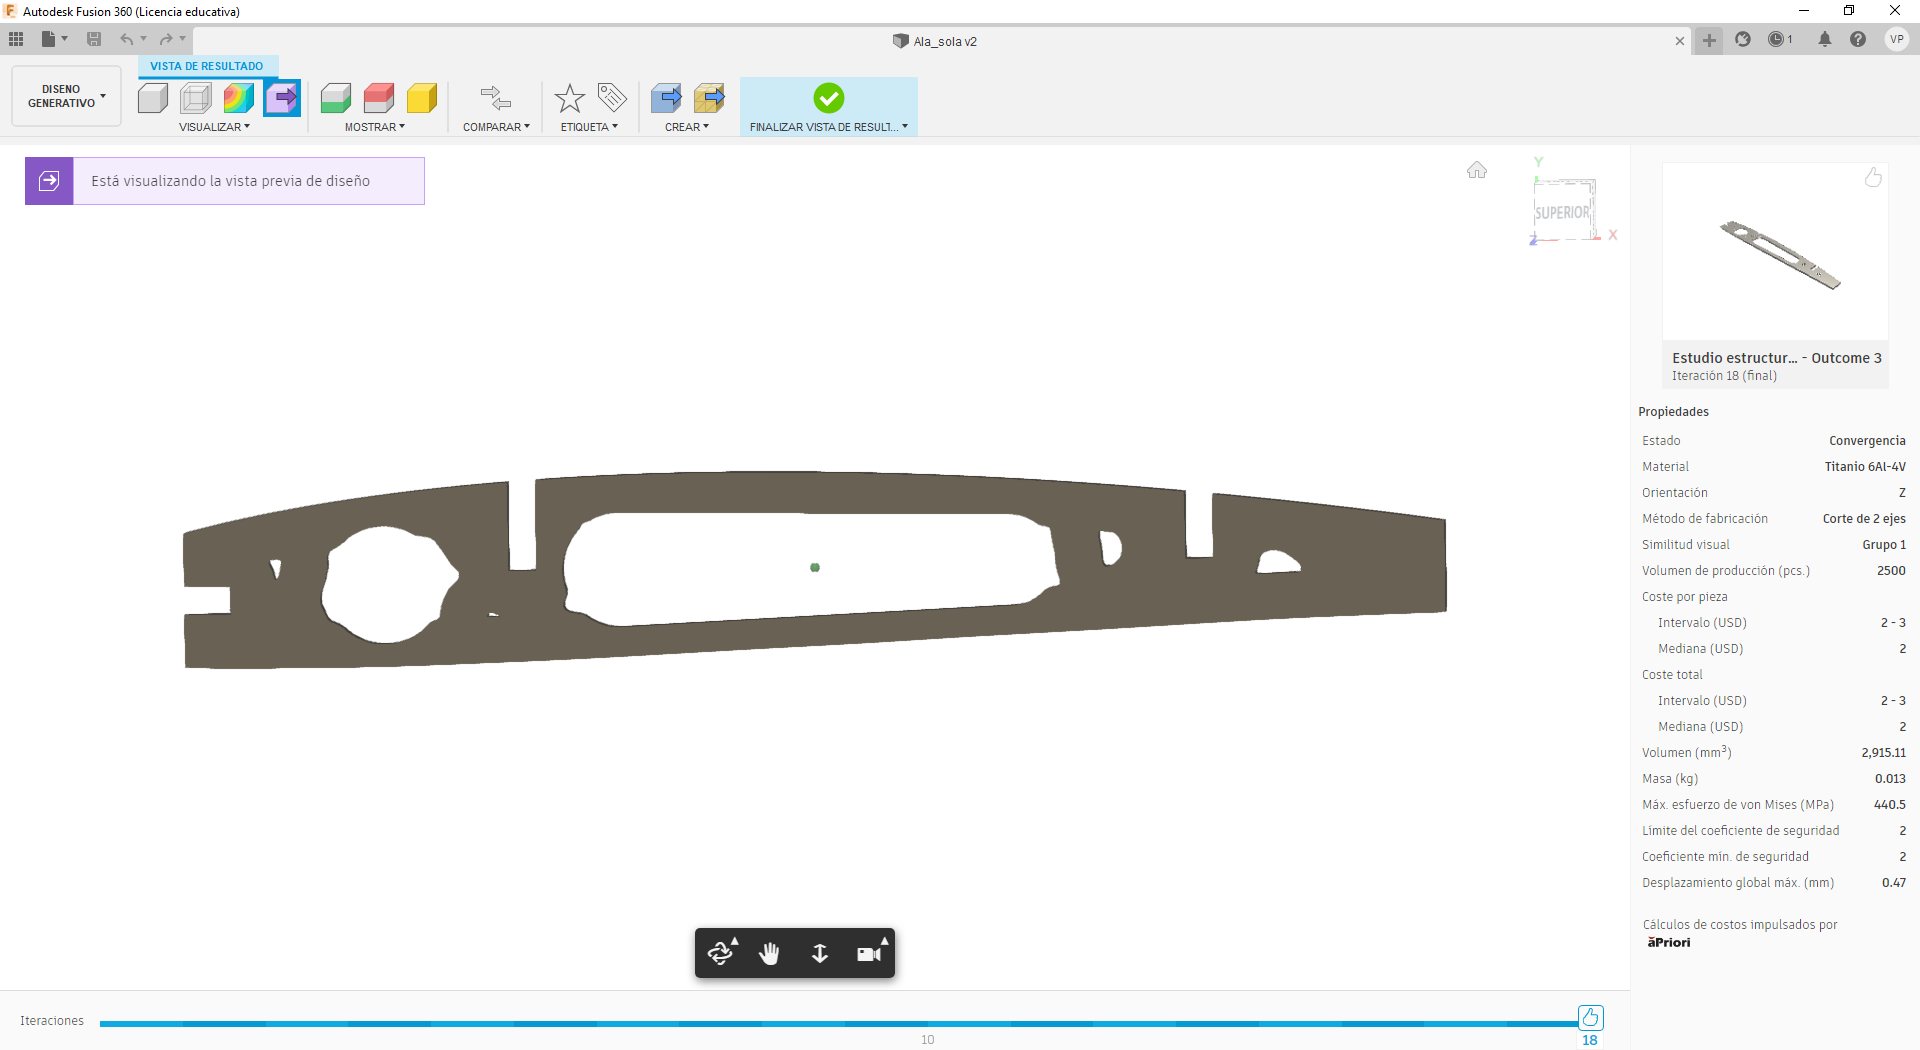 Autodesk Fusion 360 (Licencia educativa)
Ala_sola v2
1
VP
VISTA DE RESULTADO
DISEÑO
GENERATIVO
VISUALIZAR
MOSTRAR
COMPARAR
ETIQUETA
CREAR
FINALIZAR VISTA DE RESULT...
Está visualizando la vista previa de diseño
Y
SUPERIOR
Z
X
Estudio estructur... - Outcome 3
Iteración 18 (final)
Propiedades
Estado Convergencia
Material Titanio 6Al-4V
Orientación Z
Método de fabricación Corte de 2 ejes
Similitud visual Grupo 1
Volumen de producción (pcs.) 2500
Coste por pieza
Intervalo (USD) 2 - 3
Mediana (USD) 2
Coste total
Intervalo (USD) 2 - 3
Mediana (USD) 2
Volumen (mm³) 2,915.11
Masa (kg) 0.013
Máx. esfuerzo de von Mises (MPa) 440.5
Límite del coeficiente de seguridad 2
Coeficiente mín. de seguridad 2
Desplazamiento global máx. (mm) 0.47
Cálculos de costos impulsados por
aPriori
Iteraciones
10
18